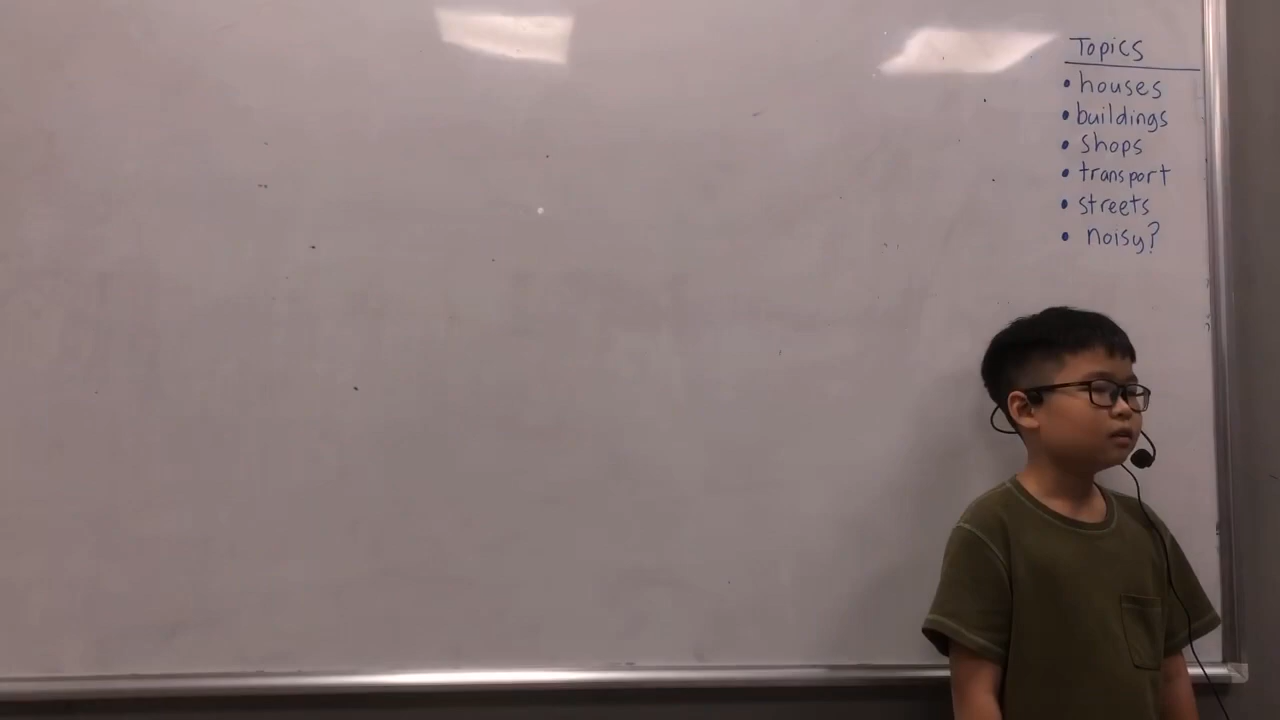 Topics
• houses
• buildings
• shops
• transport
• streets
• noisy?